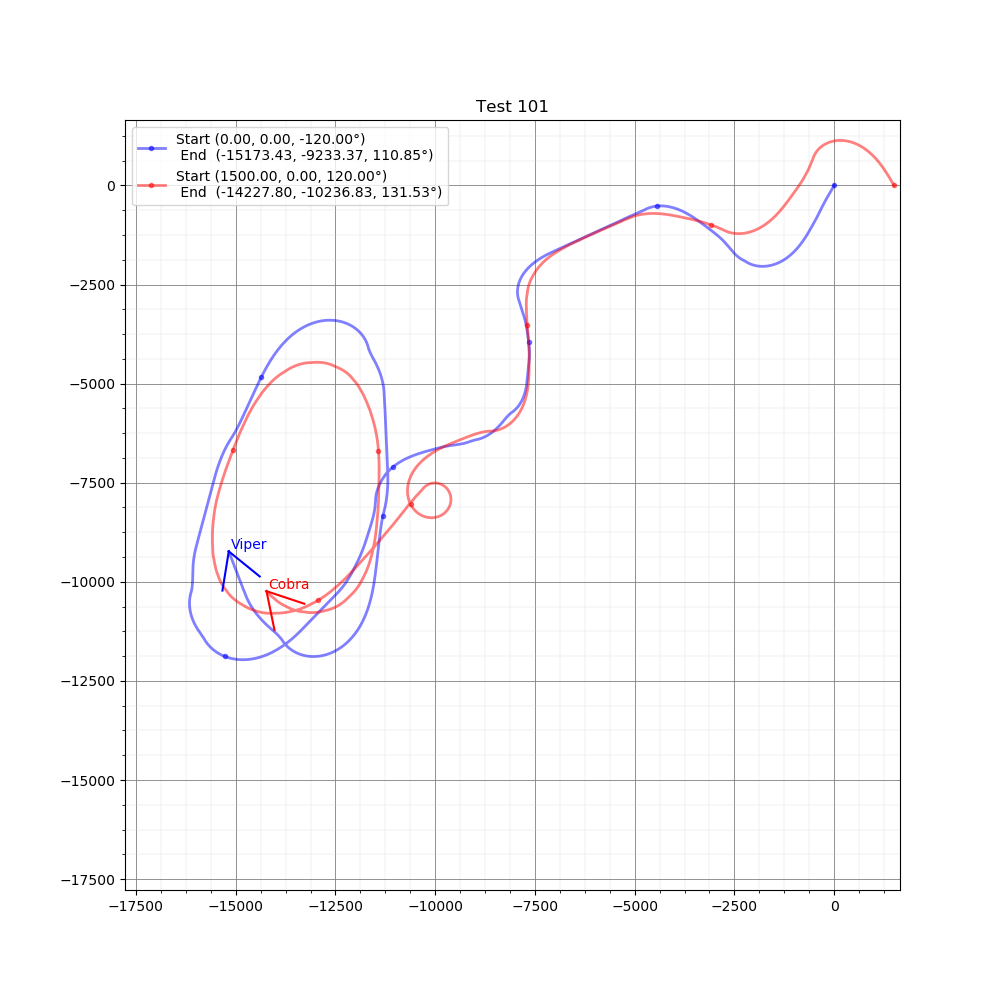 Test 101
Start (0.00, 0.00, -120.00°)
End (-15173.43, -9233.37, 110.85°)
Start (1500.00, 0.00, 120.00°)
End (-14227.80, -10236.83, 131.53°)
0
−2500
−5000
−7500
−10000
−12500
−15000
−17500
Viper
Cobra
−17500 −15000 −12500 −10000 −7500 −5000 −2500 0